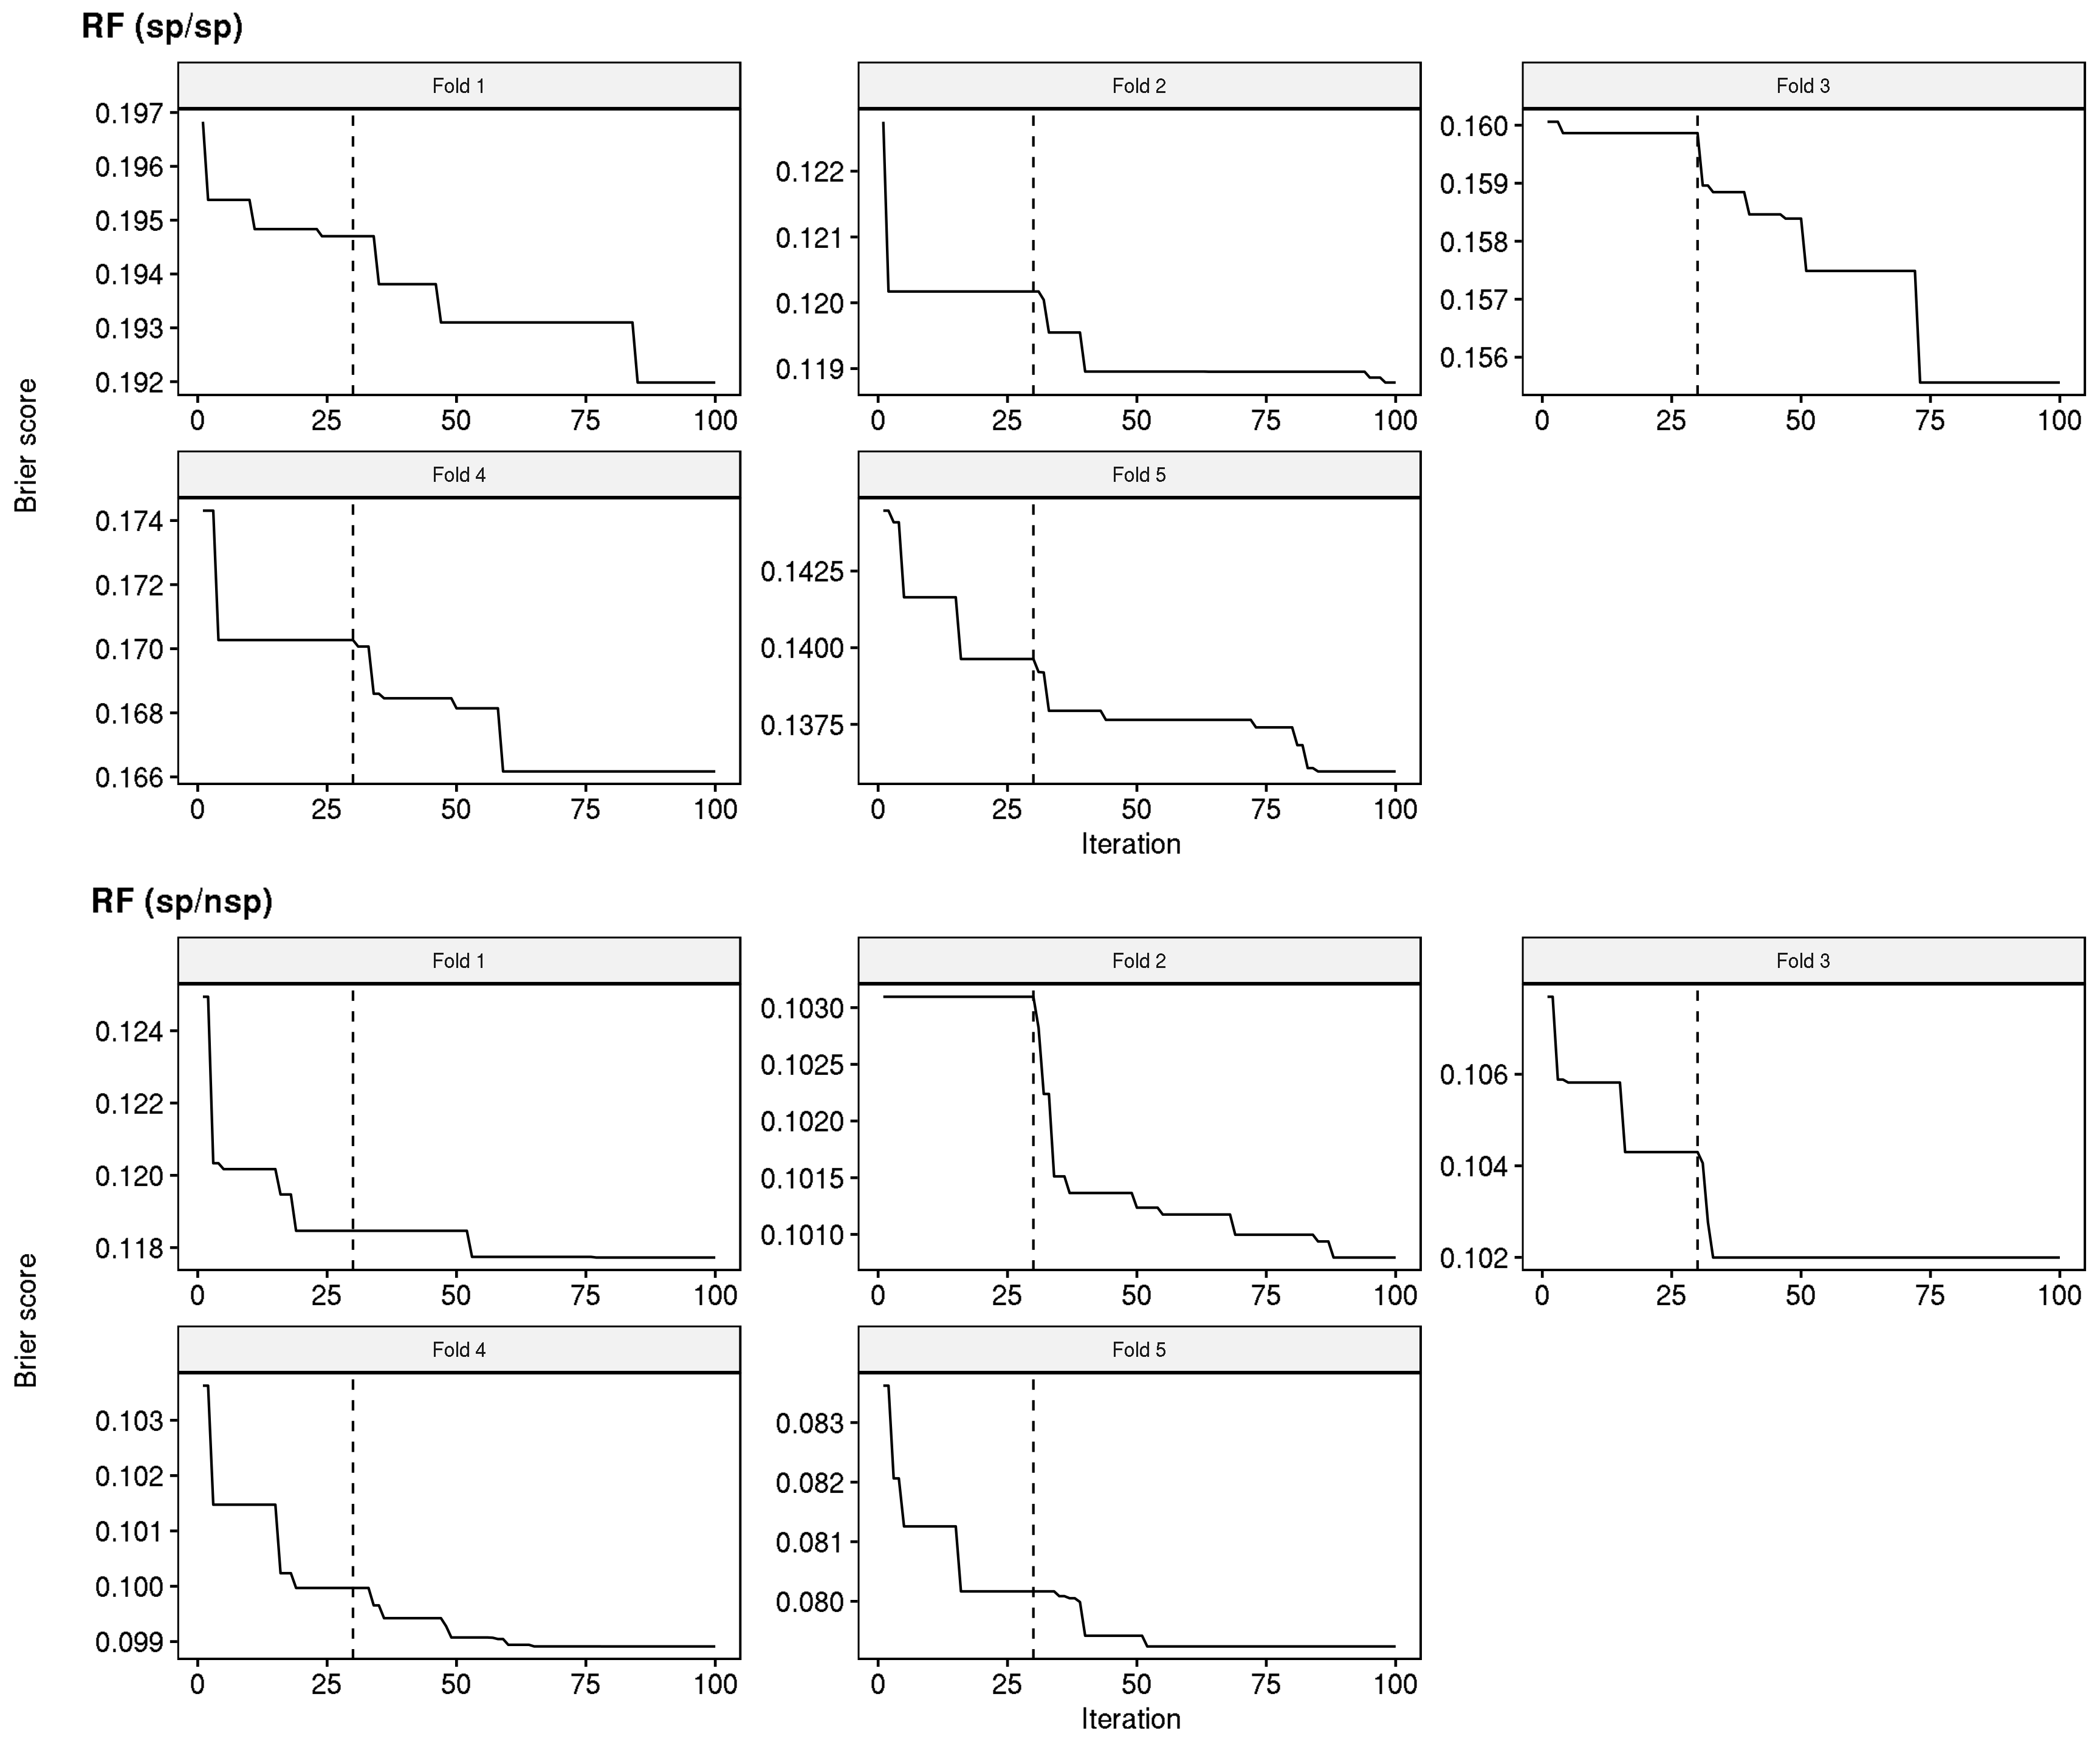 RF (sp/sp)
Fold 1
Fold 2
Fold 3
0.197
0.196
0.195
0.194
0.193
0.192
0.122
0.121
0.120
0.119
0.160
0.159
0.158
0.157
0.156
0 25 50 75 100
0 25 50 75 100
0 25 50 75 100
Brier score
Fold 4
Fold 5
0.174
0.172
0.170
0.168
0.166
0.1425
0.1400
0.1375
0 25 50 75 100
0 25 50 75 100
Iteration
RF (sp/nsp)
Fold 1
Fold 2
Fold 3
0.124
0.122
0.120
0.118
0.1030
0.1025
0.1020
0.1015
0.1010
0.106
0.104
0.102
0 25 50 75 100
0 25 50 75 100
0 25 50 75 100
Brier score
Fold 4
Fold 5
0.103
0.102
0.101
0.100
0.099
0.083
0.082
0.081
0.080
0 25 50 75 100
0 25 50 75 100
Iteration